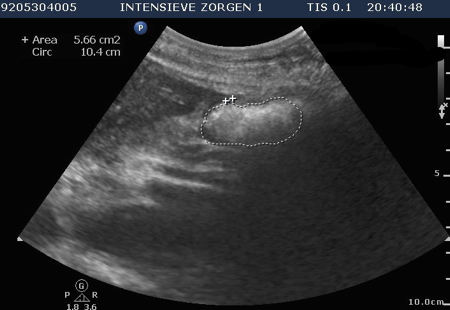 9205304005 INTENSIEVE ZORGEN 1 TIS 0.1 20:40:48
P
+ Area 5.66 cm2
Circ 10.4 cm
5
G
P R
1.8 3.6
10.0cm